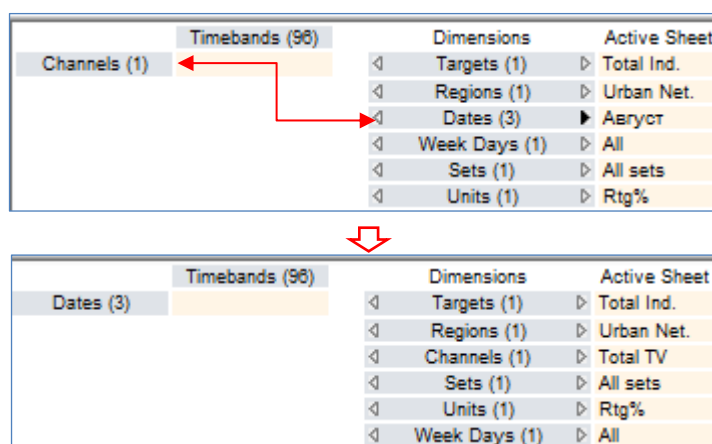 Timebands (96) Dimensions Active Sheet
Channels (1) Targets (1) Total Ind.
Regions (1) Urban Net.
Dates (3) Август
Week Days (1) All
Sets (1) All sets
Units (1) Rtg%
Timebands (96) Dimensions Active Sheet
Dates (3) Targets (1) Total Ind.
Regions (1) Urban Net.
Channels (1) Total TV
Sets (1) All sets
Units (1) Rtg%
Week Days (1) All